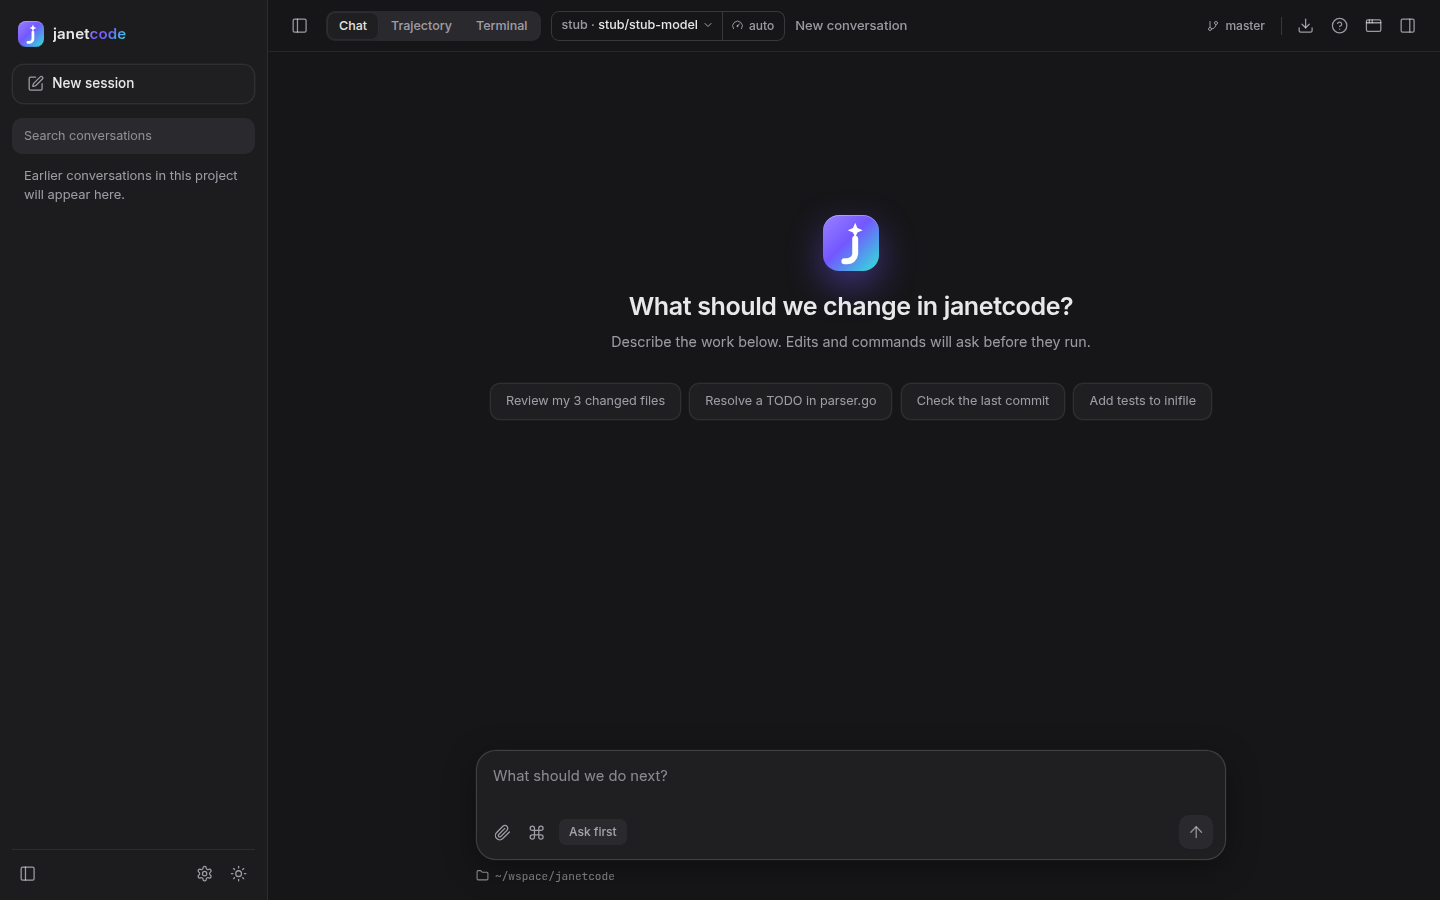 janetcode
New session
Search conversations
Earlier conversations in this project
will appear here.
Chat
Trajectory
Terminal
stub · stub/stub-model
auto
New conversation
master
What should we change in janetcode?
Describe the work below. Edits and commands will ask before they run.
Review my 3 changed files
Resolve a TODO in parser.go
Check the last commit
Add tests to inifile
What should we do next?
Ask first
~/wspace/janetcode